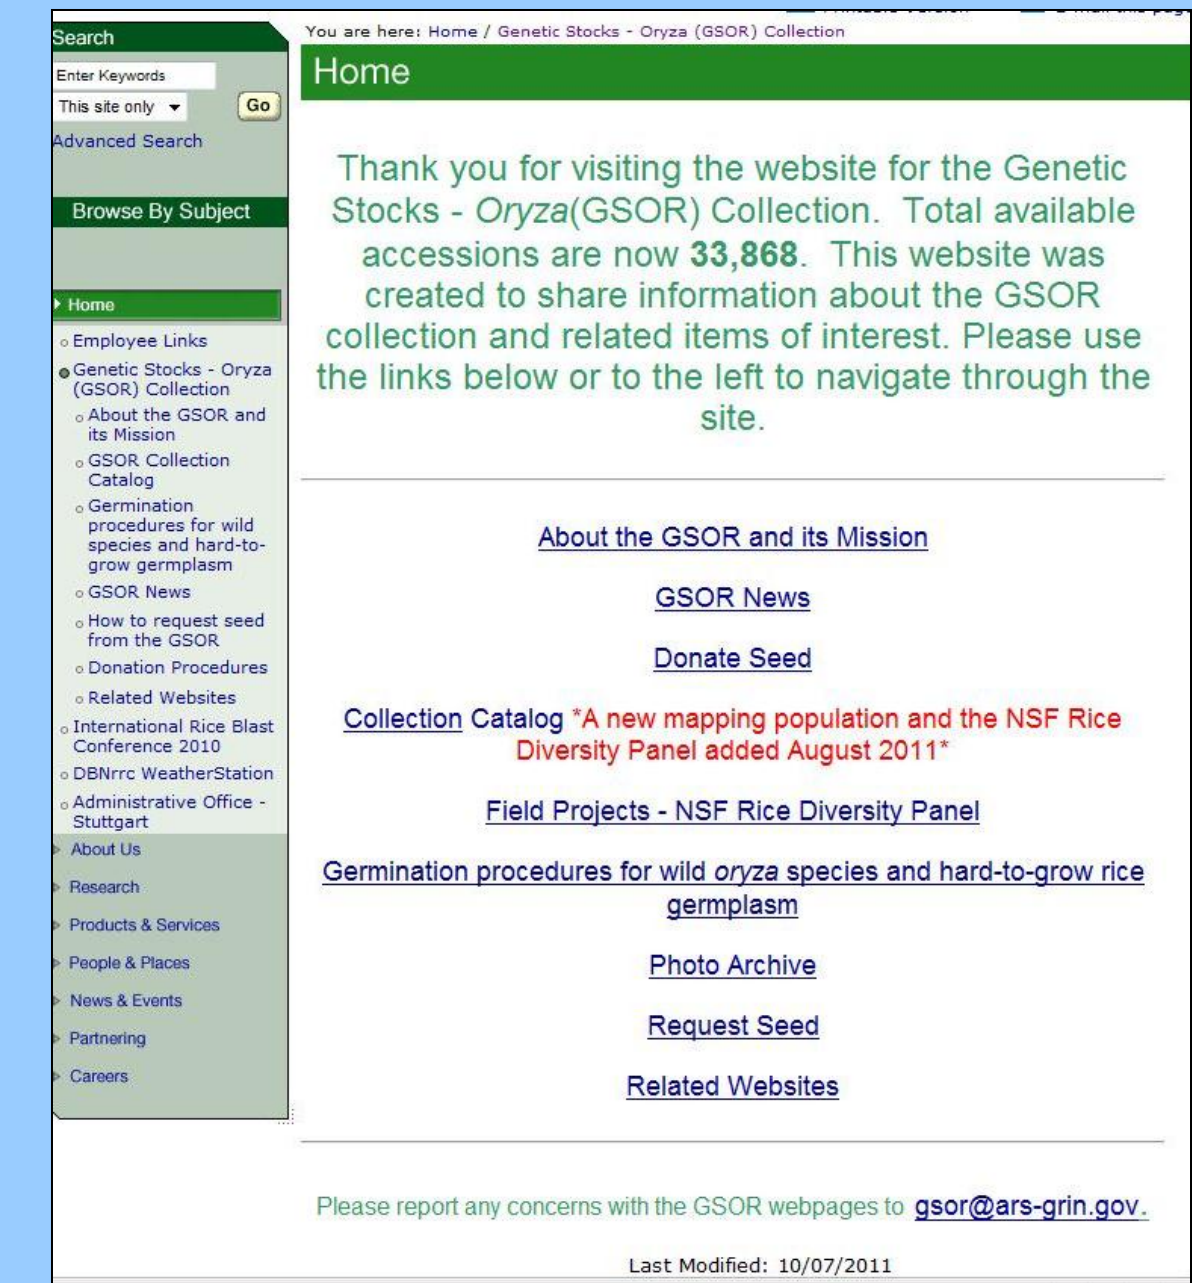 Search
Enter Keywords
This site only
Go
Advanced Search
Browse By Subject
Home
Employee Links
Genetic Stocks - Oryza
(GSOR) Collection
About the GSOR and
its Mission
GSOR Collection
Catalog
Germination
procedures for wild
species and hard-to-
grow germplasm
GSOR News
How to request seed
from the GSOR
Donation Procedures
Related Websites
International Rice Blast
Conference 2010
DBNrrc WeatherStation
Administrative Office -
Stuttgart
About Us
Research
Products & Services
People & Places
News & Events
Partnering
Careers
You are here: Home / Genetic Stocks - Oryza (GSOR) Collection
Home
Thank you for visiting the website for the Genetic
Stocks - Oryza(GSOR) Collection. Total available
accessions are now 33,868. This website was
created to share information about the GSOR
collection and related items of interest. Please use
the links below or to the left to navigate through the
site.
About the GSOR and its Mission
GSOR News
Donate Seed
Collection Catalog *A new mapping population and the NSF Rice
Diversity Panel added August 2011*
Field Projects - NSF Rice Diversity Panel
Germination procedures for wild oryza species and hard-to-grow rice
germplasm
Photo Archive
Request Seed
Related Websites
Please report any concerns with the GSOR webpages to gsor@ars-grin.gov.
Last Modified: 10/07/2011